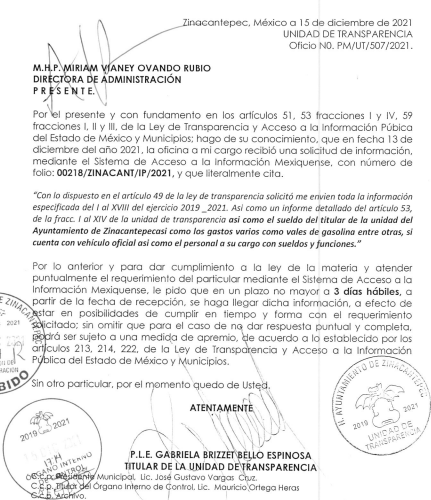 Zinacantepec, México a 15 de diciembre de 2021
UNIDAD DE TRANSPARENCIA
Oficio N0. PM/UT/507/2021.
M.H.P. MIRIAM VIANEY OVANDO RUBIO
DIRECTORA DE ADMINISTRACIÓN
P R E S E N T E.
Por el presente y con fundamento en los artículos 51, 53 fracciones I y IV, 59
fracciones I, II y III, de la Ley de Transparencia y Acceso a la Información Púbica
del Estado de México y Municipios; hago de su conocimiento, que en fecha 13 de
diciembre del año 2021, la oficina a mi cargo recibió una solicitud de información,
mediante el Sistema de Acceso a la Información Mexiquense, con número de
folio: 00218/ZINACANT/IP/2021, y que literalmente cita.
“Con lo dispuesto en el artículo 49 de la ley de transparencia solicitó me envien toda la información
especificada del I al XVIII del ejercicio 2019 _2021. Asi como un informe detallado del artículo 53,
de la fracc. I al XIV de la unidad de transparencia asi como el sueldo del titular de la unidad del
Ayuntamiento de Zinacantepecasi como los gastos varios como vales de gasolina entre otras, si
cuenta con vehículo oficial asi como el personal a su cargo con sueldos y funciones.”
Por lo anterior y para dar cumplimiento a la ley de la materia y atender
puntualmente el requerimiento del particular mediante el Sistema de Acceso a la
Información Mexiquense, le pido que en un plazo no mayor a 3 días hábiles, a
partir de la fecha de recepción, se haga llegar dicha información, a efecto de
estar en posibilidades de cumplir en tiempo y forma con el requerimiento
solicitado; sin omitir que para el caso de no dar respuesta puntual y completa,
podrá ser sujeto a una medida de apremio, de acuerdo a lo establecido por los
artículos 213, 214, 222, de la Ley de Transparencia y Acceso a la Información
Pública del Estado de México y Municipios.
Sin otro particular, por el momento quedo de Usted.
ATENTAMENTE
P.L.E. GABRIELA BRIZZET BELLO ESPINOSA
TITULAR DE LA UNIDAD DE TRANSPARENCIA
C.c.p. Presidente Municipal, Lic. José Gustavo Vargas Cruz.
C.c.p. Titular del Órgano Interno de Control. Lic. Mauricio Ortega Heras
C.c.p. Archivo.
H. AYUNTAMIENTO DE ZINACANTEPEC
2019 2021
UNIDAD DE
TRANSPARENCIA
2019 2021
ORGANO INTERNO
CONTROL
2021